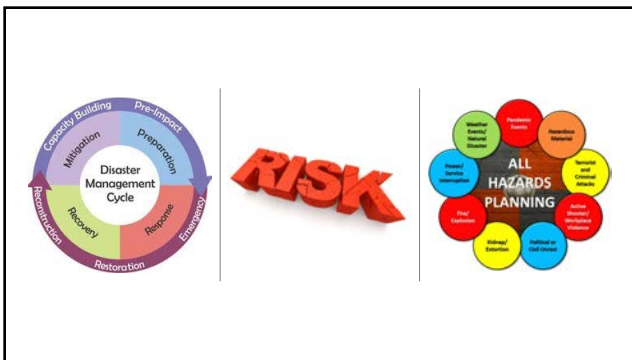 Capacity Building
Pre-Impact
Mitigation
Preparation
Disaster
Management
Cycle
Recovery
Response
Reconstruction
Restoration
Emergency
RISK
Pandemic
Events
Weather
Events/
Natural
Disaster
Hazardous
Material
Power/
Service
Interruption
ALL
HAZARDS
PLANNING
Terrorist
and
Criminal
Attacks
Fire/
Explosion
Active
Shooter/
Workplace
Violence
Kidnap/
Extortion
Political or
Civil Unrest